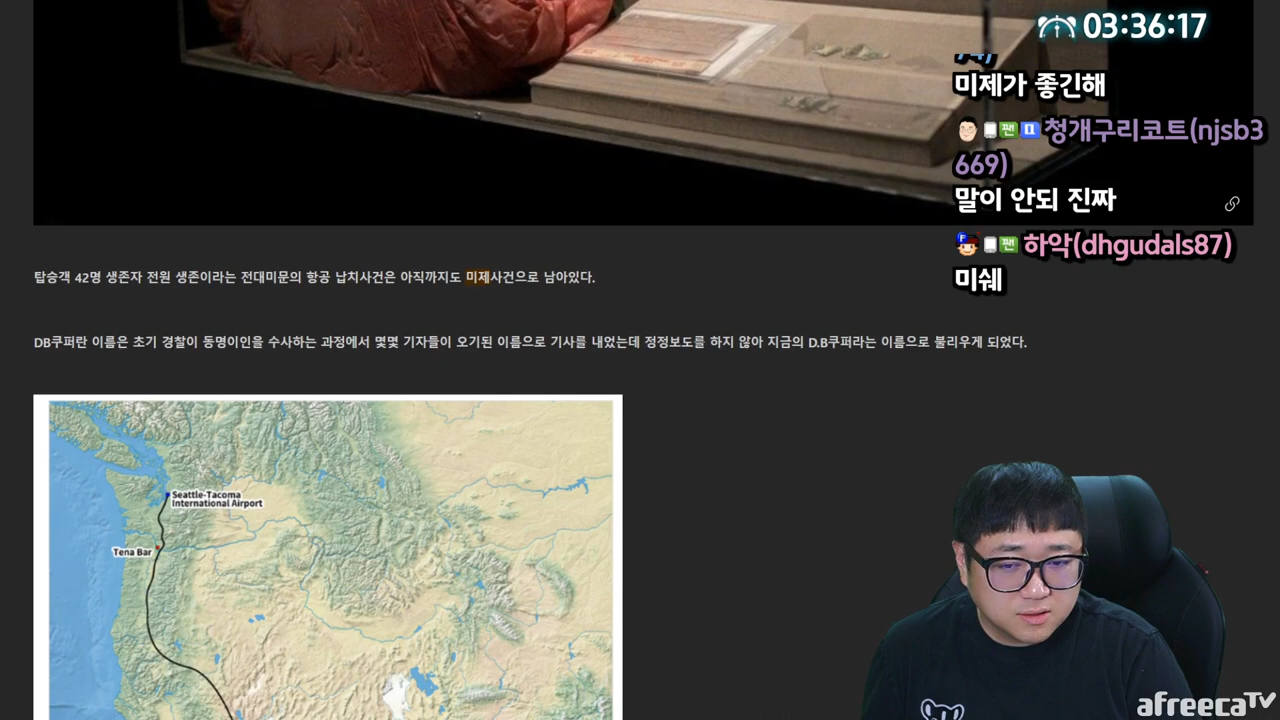 03:36:17
미제가 좋긴해
팬 청개구리코트(njsb3
669)
말이 안되 진짜
팬 하악(dhgudals87)
미쉐
탑승객 42명 생존자 전원 생존이라는 전대미문의 항공 납치사건은 아직까지도 미제사건으로 남아있다.
DB쿠퍼란 이름은 초기 경찰이 동명이인을 수사하는 과정에서 몇몇 기자들이 오기된 이름으로 기사를 내었는데 정정보도를 하지 않아 지금의 D.B쿠퍼라는 이름으로 불리우게 되었다.
Seattle-Tacoma
International Airport
Tena Bar
afreecaTV